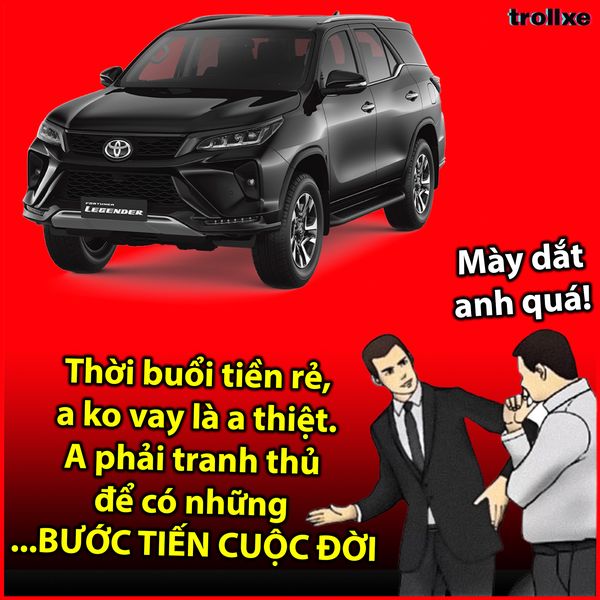 trollxe
FORTUNER
LEGENDER
Mày dắt
anh quá!
Thời buổi tiền rẻ,
a ko vay là a thiệt.
A phải tranh thủ
để có những
...BƯỚC TIẾN CUỘC ĐỜI